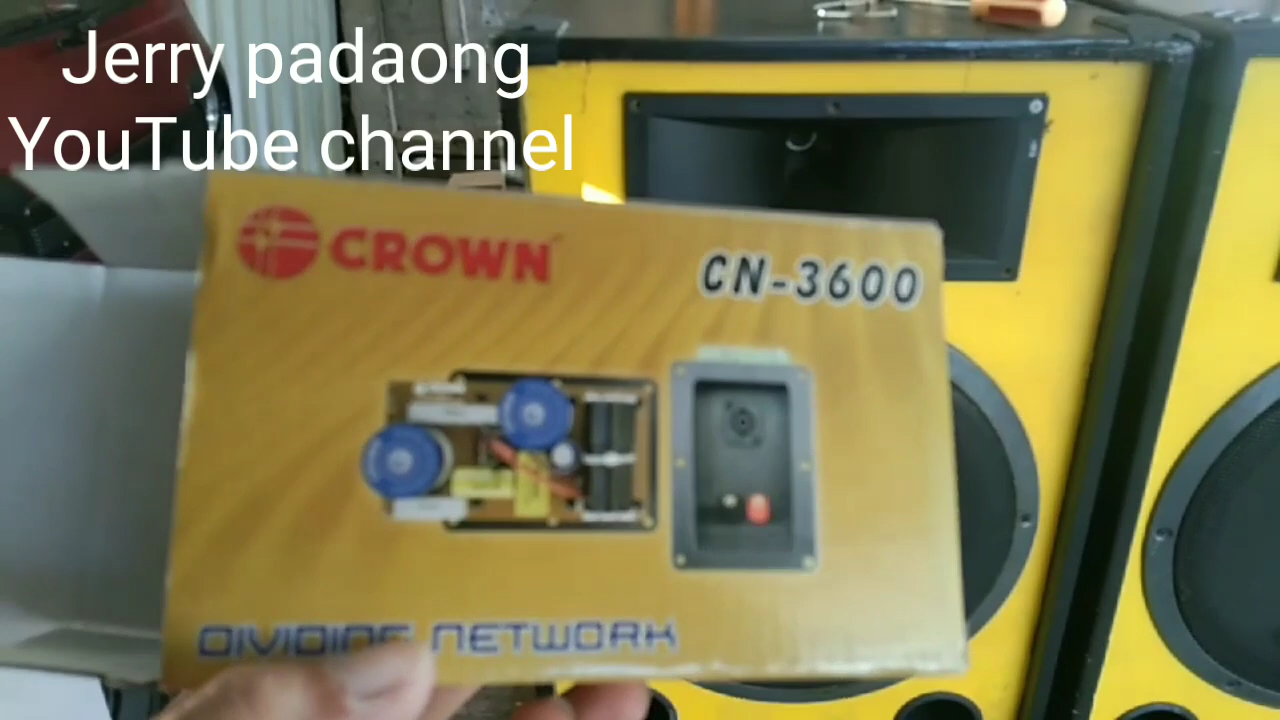 Jerry padaong
YouTube channel
CROWN
CN-3600
DIVIDING NETWORK